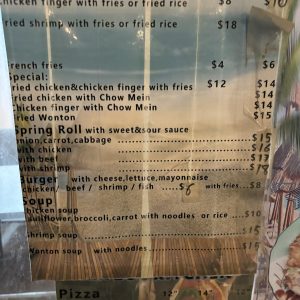 chicken finger with fries or fried rice $8 $10
fried shrimp with fries or fried rice $18
french fries $4 $6
Special:
fried chicken&chicken finger with fries $12 $14
fried chicken with Chow Mein $14
chicken finger with Chow Mein $14
fried Wonton $15
Spring Roll with sweet&sour sauce
onion,carrot,cabbage ........ $15
with chicken ........ $16
with beef ........ $17
with shrimp ........ $18
Burger with cheese,lettuce,mayonnaise
chicken/ beef / shrimp / fish ....$6 with fries...$8
Soup
chicken soup
cauliflower,broccoli,carrot with noodles or rice ....$10
Shrimp soup ........ $15
Wonton soup with noodles ........ $15
Pizza 12" 14"